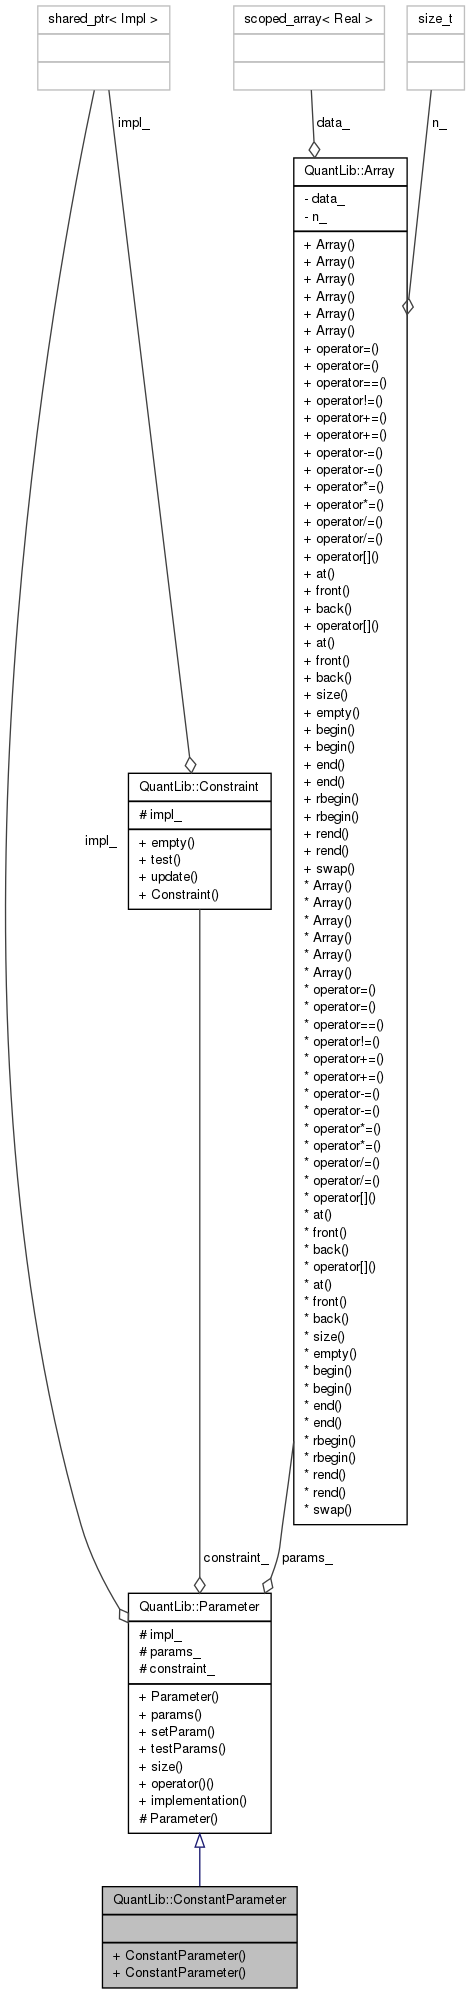 shared_ptr< Impl >
scoped_array< Real >
size_t
impl_
data_
n_
QuantLib::Array
- data_
- n_
+ Array()
+ Array()
+ Array()
+ Array()
+ Array()
+ Array()
+ operator=()
+ operator=()
+ operator==()
+ operator!=()
+ operator+=()
+ operator+=()
+ operator-=()
+ operator-=()
+ operator*=()
+ operator*=()
+ operator/=()
+ operator/=()
+ operator[]()
+ at()
+ front()
+ back()
+ operator[]()
+ at()
+ front()
+ back()
+ size()
+ empty()
+ begin()
+ begin()
+ end()
+ end()
+ rbegin()
+ rbegin()
+ rend()
+ rend()
+ swap()
* Array()
* Array()
* Array()
* Array()
* Array()
* Array()
* operator=()
* operator=()
* operator==()
* operator!=()
* operator+=()
* operator+=()
* operator-=()
* operator-=()
* operator*=()
* operator*=()
* operator/=()
* operator/=()
* operator[]()
* at()
* front()
* back()
* operator[]()
* at()
* front()
* back()
* size()
* empty()
* begin()
* begin()
* end()
* end()
* rbegin()
* rbegin()
* rend()
* rend()
* swap()
QuantLib::Constraint
# impl_
+ empty()
+ test()
+ update()
+ Constraint()
impl_
constraint_
params_
QuantLib::Parameter
# impl_
# params_
# constraint_
+ Parameter()
+ params()
+ setParam()
+ testParams()
+ size()
+ operator()()
+ implementation()
# Parameter()
QuantLib::ConstantParameter
+ ConstantParameter()
+ ConstantParameter()